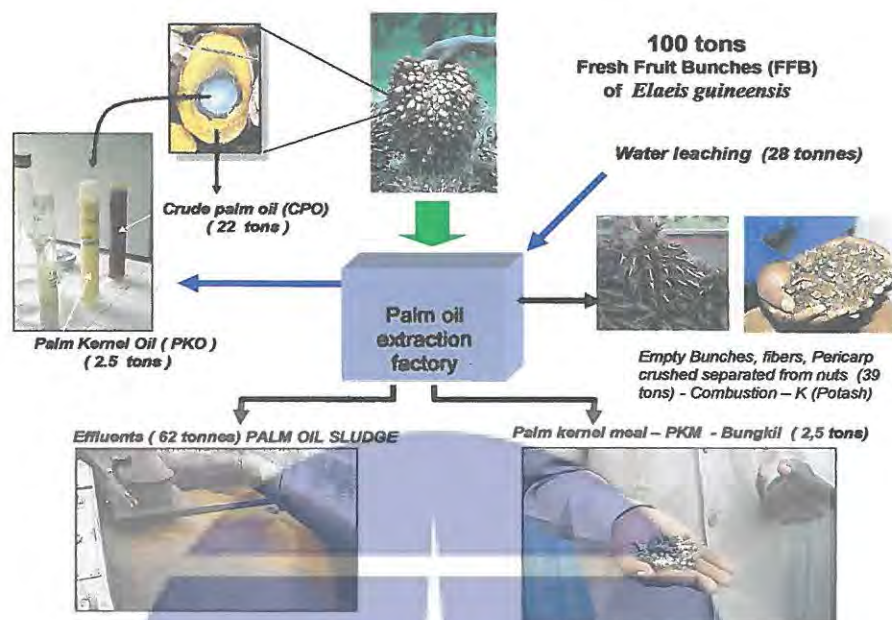 100 tons
Fresh Fruit Bunches (FFB)
of Elaeis guineensis
Water leaching (28 tonnes)
Crude palm oil (CPO)
( 22 tons )
Palm Kernel Oil (PKO )
( 2.5 tons )
Palm oil
extraction
factory
Empty Bunches, fibers, Pericarp
crushed separated from nuts (39
tons) - Combustion – K (Potash)
Effluents ( 62 tonnes) PALM OIL SLUDGE
Palm kernel meal – PKM - Bungkil ( 2,5 tons)